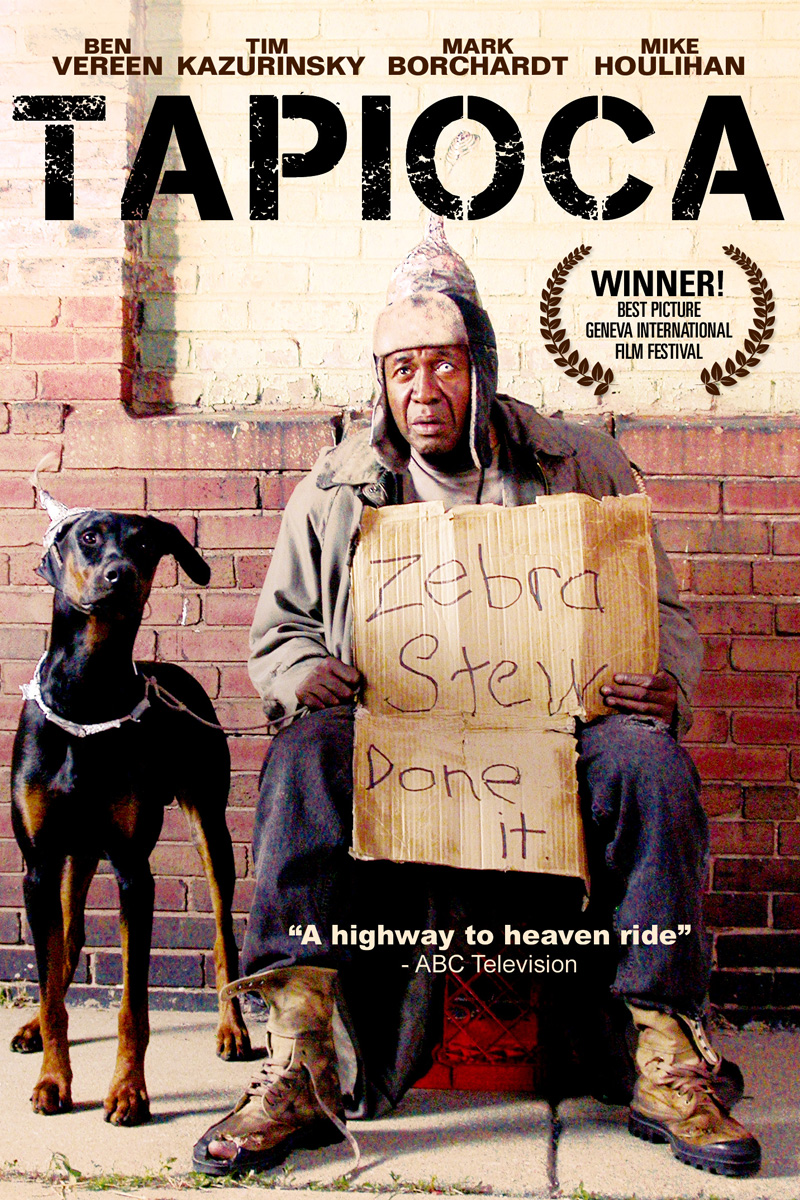 BEN VEREEN
TIM KAZURINSKY
MARK BORCHARDT
MIKE HOULIHAN
TAPIOCA
WINNER!
BEST PICTURE
GENEVA INTERNATIONAL
FILM FESTIVAL
Zebra
Stew
Done
it
“A highway to heaven ride”
- ABC Television